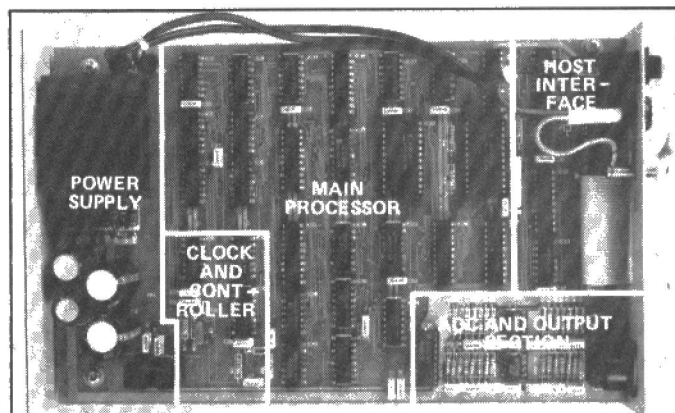 POWER
SUPPLY
MAIN
PROCESSOR
CLOCK
AND
CONT-
ROLLER
HOST
INTER-
FACE
ADC AND OUTPUT
SECTION